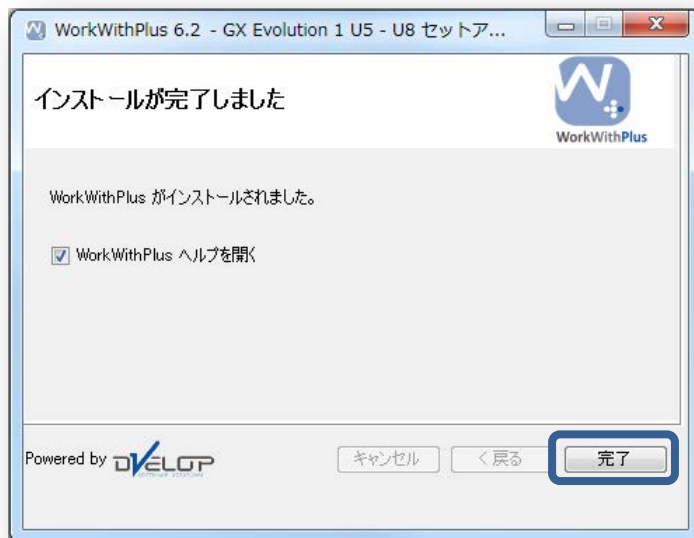 WorkWithPlus 6.2 - GX Evolution 1 U5 - U8 セットア...
インストールが完了しました
WorkWithPlus
WorkWithPlus がインストールされました。
WorkWithPlus ヘルプを開く
Powered by DVELOP
キャンセル
< 戻る
完了